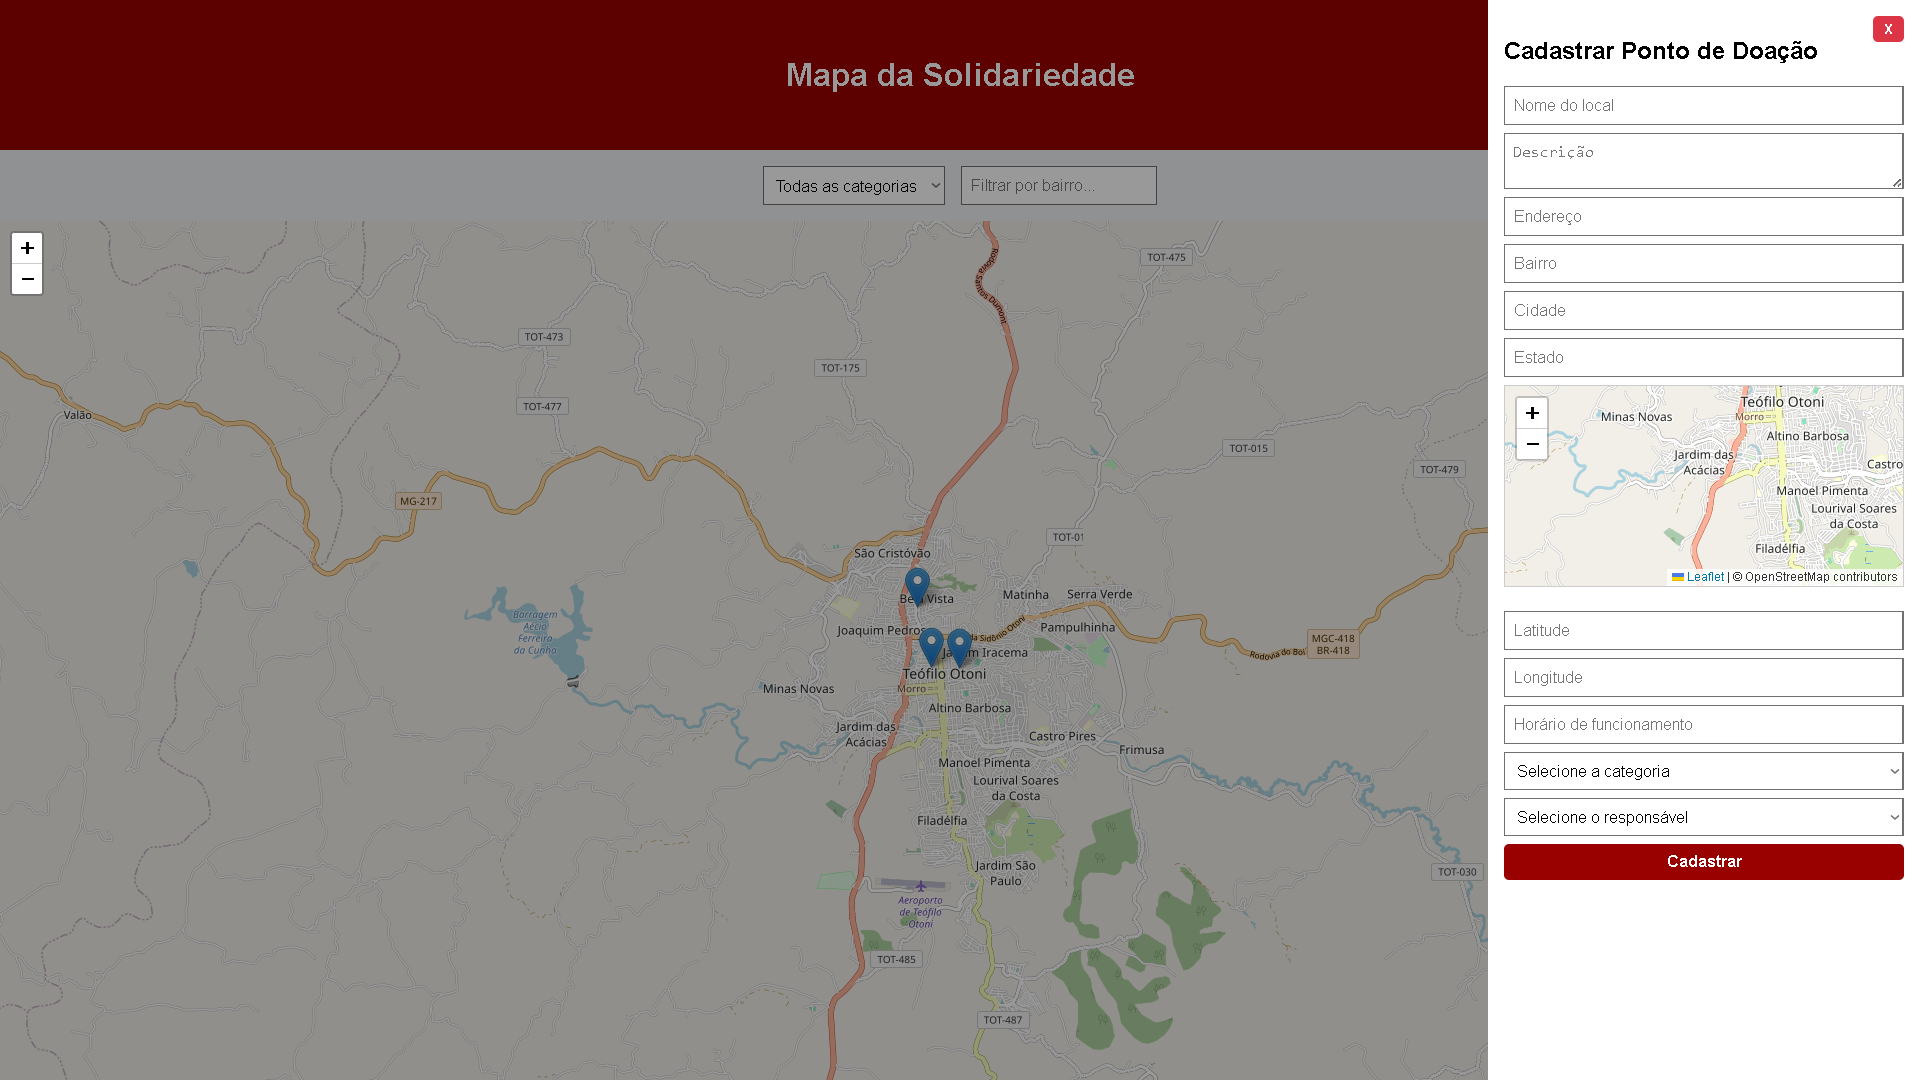 Mapa da Solidariedade
Todas as categorias
Filtrar por bairro...
+
−
TOT-475
Rodovia Santos Dumont
TOT-473
TOT-175
TOT-477
Valão
TOT-015
TOT-479
MG-217
TOT-01
São Cristóvão
Matinha
Serra Verde
Barragem
Aécio
Ferreira
da Cunha
Joaquim Pedros
Pampulhinha
MGC-418
BR-418
Rodovia do Boi
Teófilo Otoni
Morro
Minas Novas
Altino Barbosa
Jardim das
Acácias
Castro Pires
Frimusa
Manoel Pimenta
Lourival Soares
da Costa
Filadélfia
Jardim São
Paulo
TOT-030
Aeroporto
de Teófilo
Otoni
TOT-485
TOT-487
X
Cadastrar Ponto de Doação
Nome do local
Descrição
Endereço
Bairro
Cidade
Estado
+
−
Teófilo Otoni
Morro
Minas Novas
Altino Barbosa
Jardim das
Acácias
Castro
Manoel Pimenta
Lourival Soares
da Costa
Filadélfia
Leaflet | © OpenStreetMap contributors
Latitude
Longitude
Horário de funcionamento
Selecione a categoria
Selecione o responsável
Cadastrar